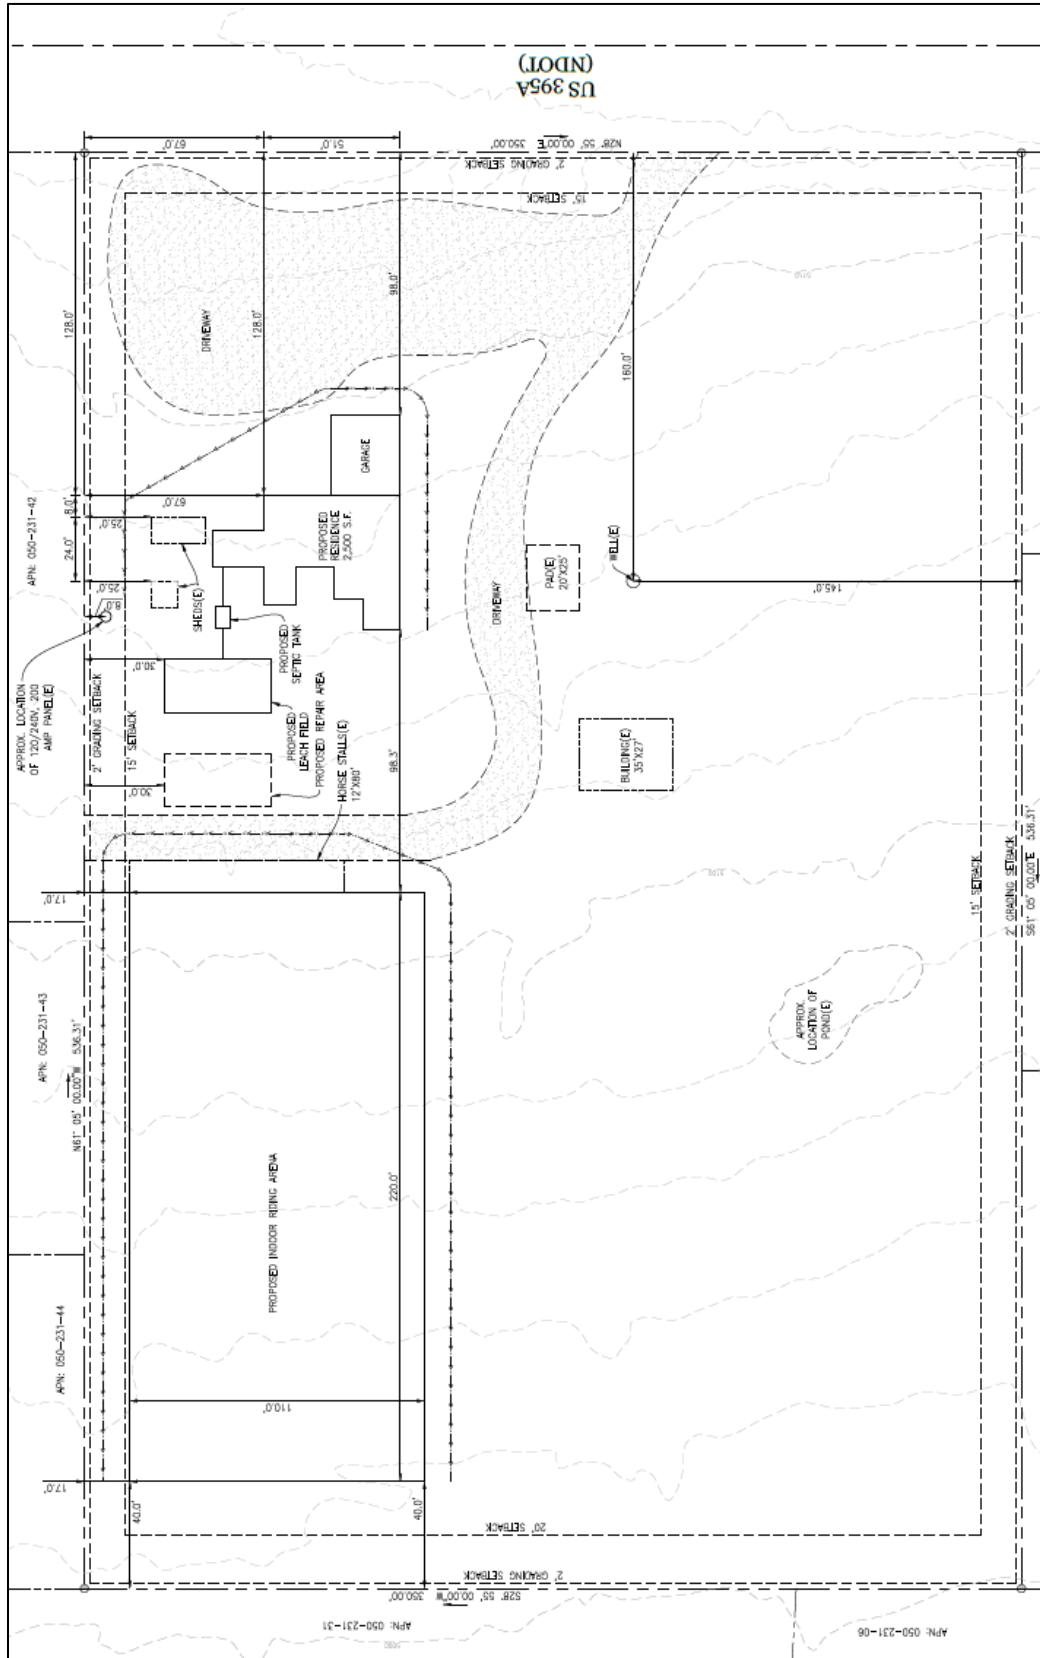 US 395A
(NDOT)
N28° 55' 00.00"E 350.00'
2' GRADING SETBACK
15' SETBACK
67.0'
51.0'
128.0'
128.0'
98.0'
DRIVEWAY
160.0'
GARAGE
67.0'
8.0'
24.0'
25.0'
25.0'
8.0'
APN: 050-231-42
SHEDS(E)
PROPOSED
RESIDENCE
2,500 S.F.
PROPOSED
SEPTIC TANK
APPROX. LOCATION
OF 120/240V, 200
AMP PANEL(E)
2' GRADING SETBACK
15' SETBACK
30.0'
30.0'
PROPOSED
LEACH FIELD
PROPOSED REPAIR AREA
HORSE STALLS(E)
12'X80'
98.3'
DRIVEWAY
PAD(E)
20'X25'
WELL(E)
145.0'
BUILDING(E)
35'X27'
17.0'
APN: 050-231-43
N61° 05' 00.00"W 536.31'
APN: 050-231-44
PROPOSED INDOOR RIDING ARENA
220.0'
110.0'
17.0'
40.0'
40.0'
APPROX.
LOCATION OF
POND(E)
15' SETBACK
2' GRADING SETBACK
S61° 05' 00.00"E 536.31'
20' SETBACK
2' GRADING SETBACK
S28° 55' 00.00"W 350.00'
APN: 050-231-31
APN: 050-231-06